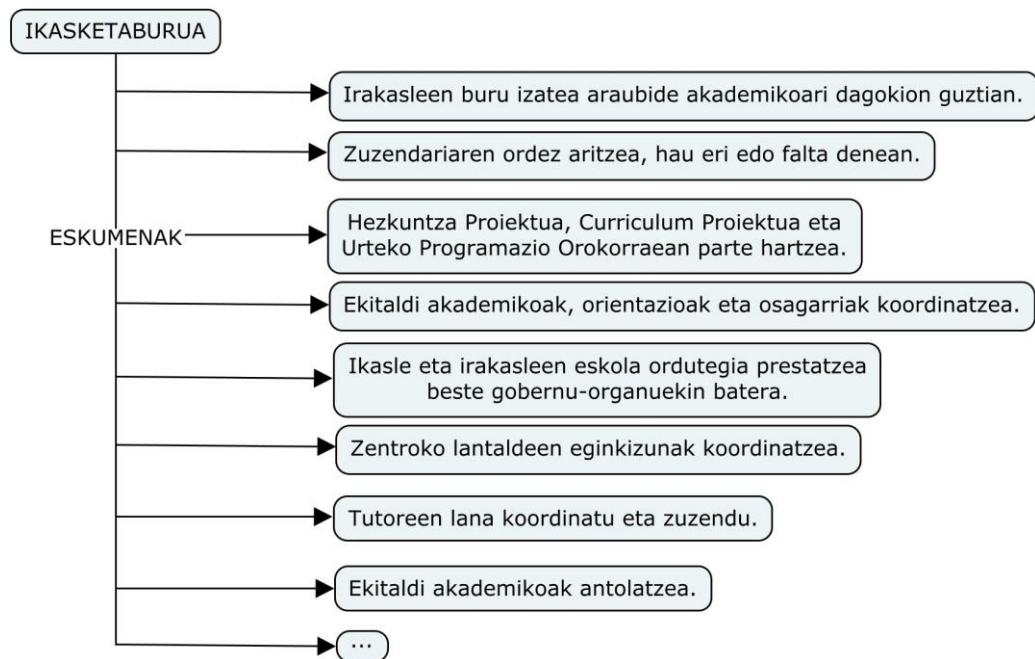 IKASKETABURUA
Irakasleen buru izatea araubide akademikoari dagokion guztian.
Zuzendariaren ordez aritzea, hau eri edo falta denean.
ESKUMENAK
Hezkuntza Proiektua, Curriculum Proiektua eta
Urteko Programazio Orokorraean parte hartzea.
Ekitaldi akademikoak, orientazioak eta osagarriak koordinatzea.
Ikasle eta irakasleen eskola ordutegia prestatzea
beste gobernu-organuekin batera.
Zentroko lantaldeen eginkizunak koordinatzea.
Tutoreen lana koordinatu eta zuzendu.
Ekitaldi akademikoak antolatzea.
...